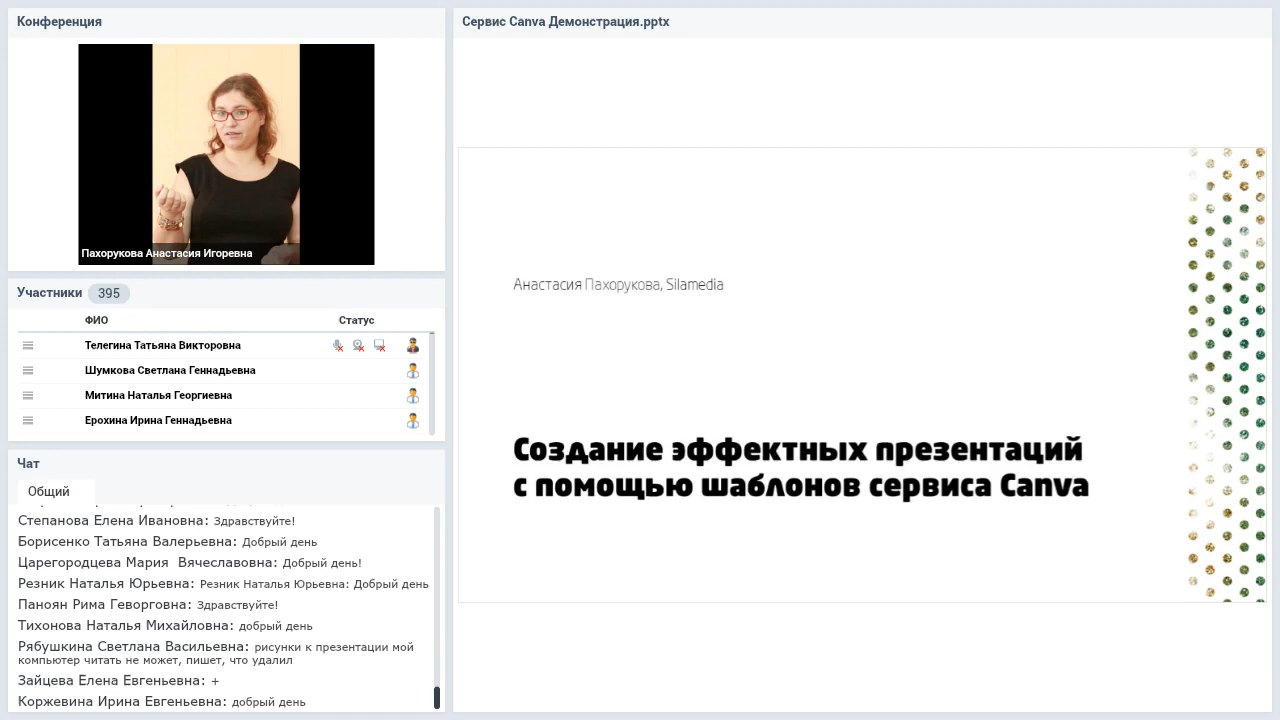 Конференция
Пахорукова Анастасия Игоревна
Участники 395
ФИО Статус
Телегина Татьяна Викторовна
Шумкова Светлана Геннадьевна
Митина Наталья Георгиевна
Ерохина Ирина Геннадьевна
Чат
Общий
Степанова Елена Ивановна: Здравствуйте!
Борисенко Татьяна Валерьевна: Добрый день
Царегородцева Мария Вячеславовна: Добрый день!
Резник Наталья Юрьевна: Резник Наталья Юрьевна: Добрый день
Паноян Рима Геворговна: Здравствуйте!
Тихонова Наталья Михайловна: добрый день
Рябушкина Светлана Васильевна: рисунки к презентации мой
компьютер читать не может, пишет, что удалил
Зайцева Елена Евгеньевна: +
Коржевина Ирина Евгеньевна: добрый день
Сервис Canva Демонстрация.pptx
Анастасия Пахорукова, Silamedia
Создание эффектных презентаций
с помощью шаблонов сервиса Canva